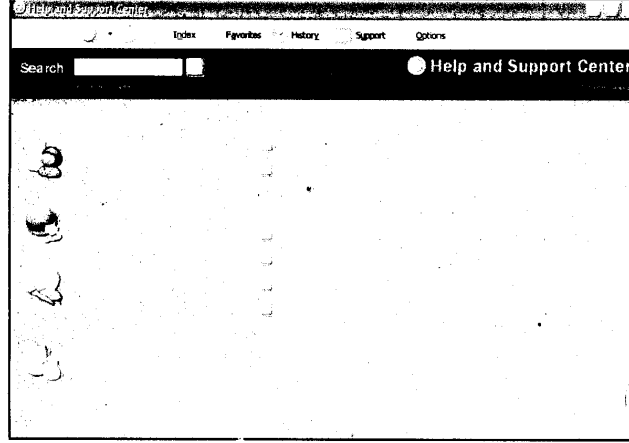 Help and Support Center
Index Favorites History Support Options
Search
Help and Support Center